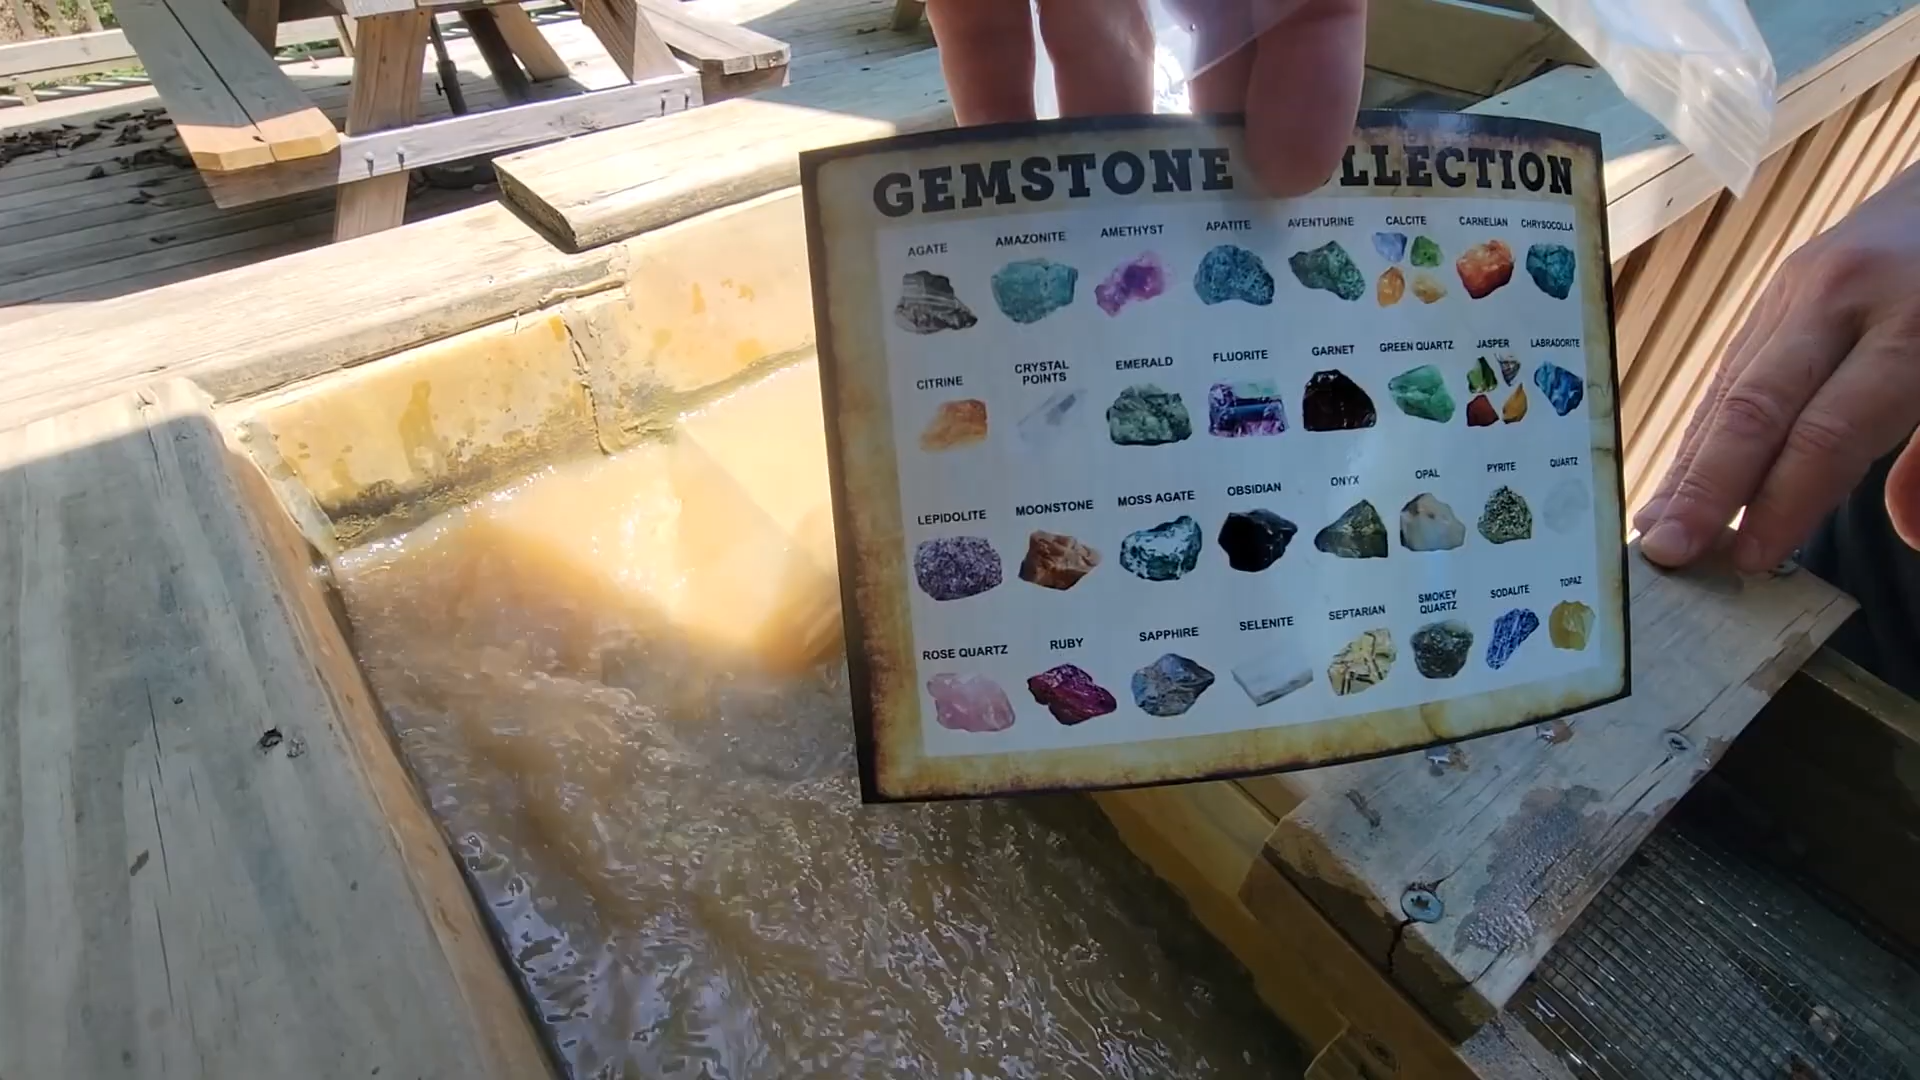 GEMSTONE LLECTION
AGATE AMAZONITE AMETHYST APATITE AVENTURINE CALCITE CARNELIAN CHRYSOCOLLA
CITRINE CRYSTAL POINTS EMERALD FLUORITE GARNET GREEN QUARTZ JASPER LABRADORITE
LEPIDOLITE MOONSTONE MOSS AGATE OBSIDIAN ONYX OPAL PYRITE QUARTZ
ROSE QUARTZ RUBY SAPPHIRE SELENITE SEPTARIAN SMOKEY QUARTZ SODALITE TOPAZ